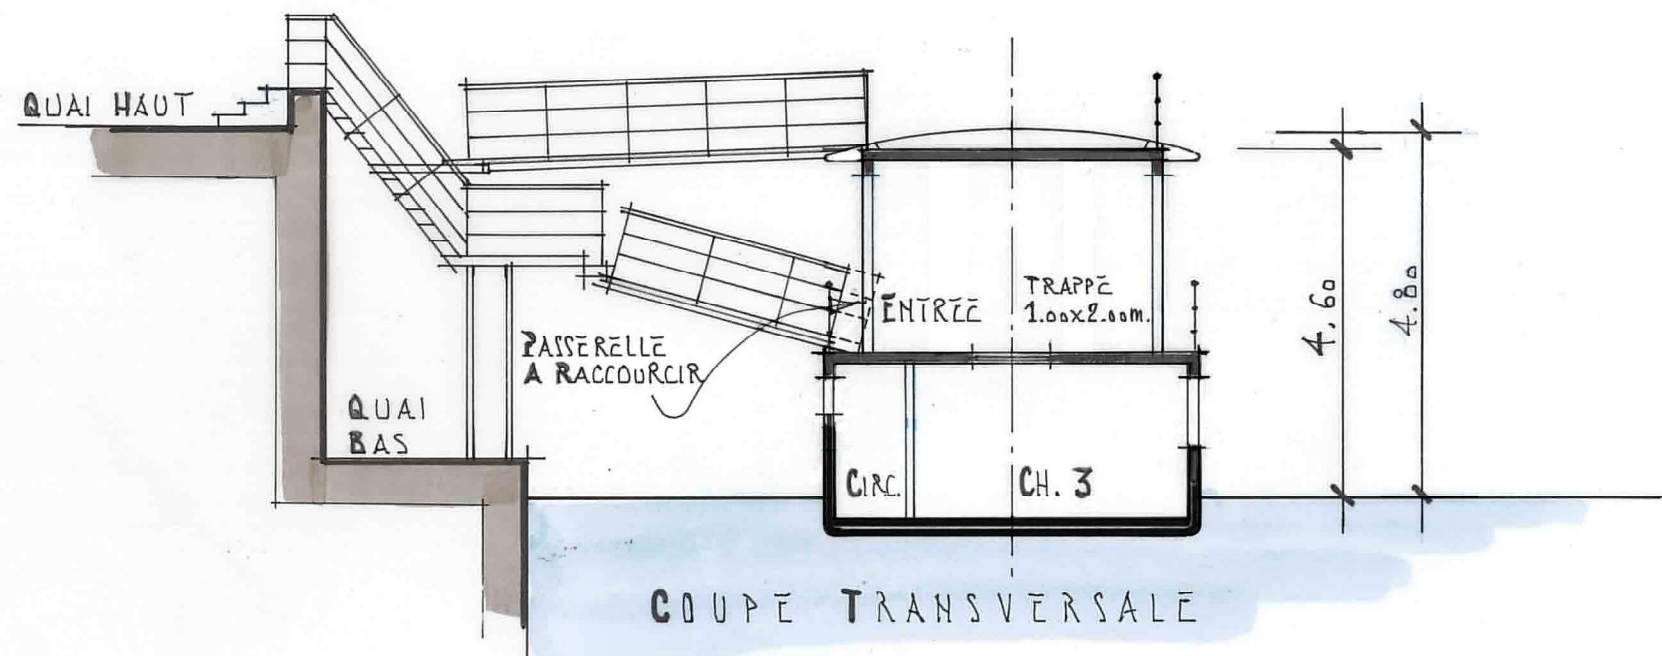 QUAI HAUT
ENTREE
TRAPPE
1.00x2.00m.
PASSERELLE
A RACCOURCIR
4.60
4.80
QUAI
BAS
CIRC.
CH. 3
COUPE TRANSVERSALE